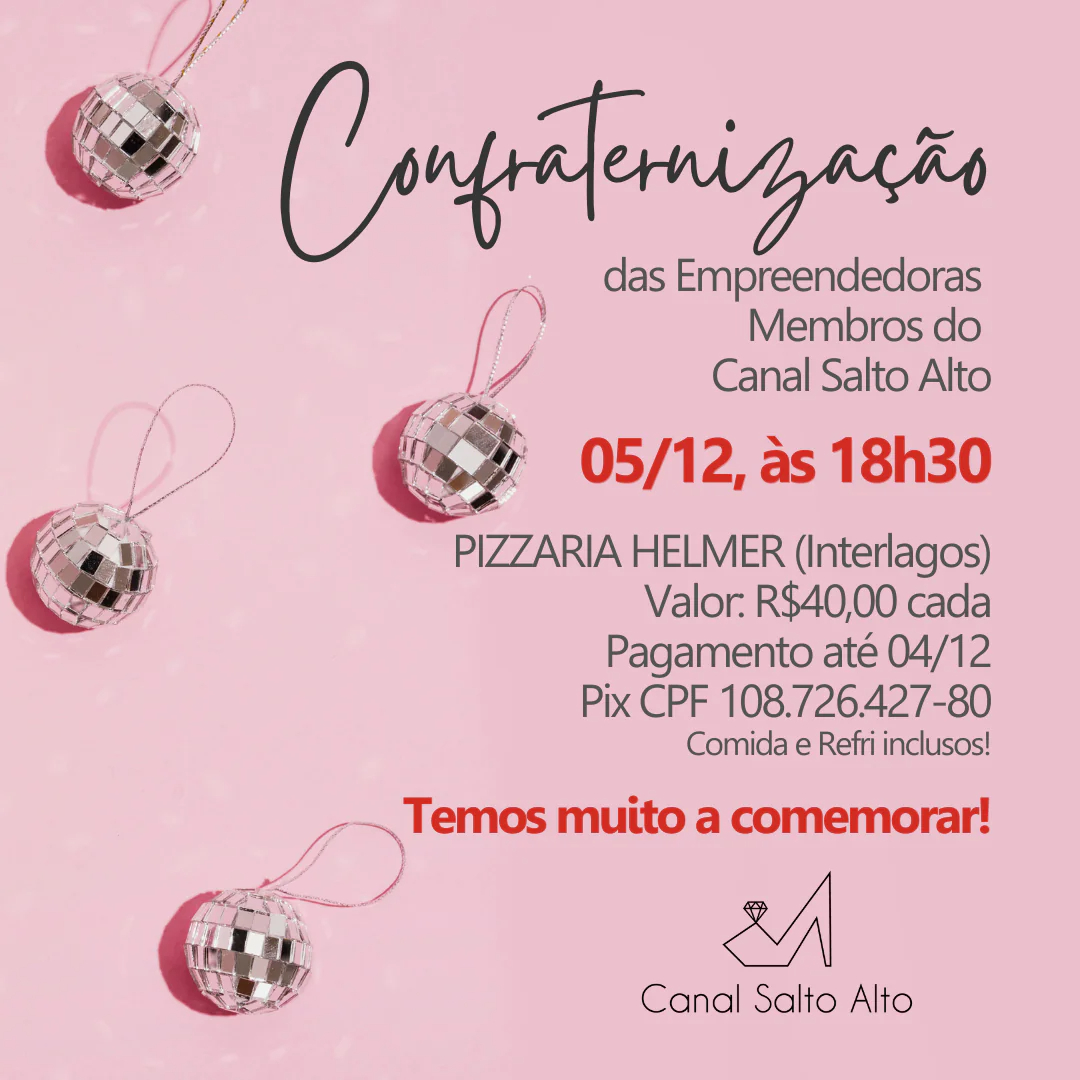 Confraternização
das Empreendedoras
Membros do
Canal Salto Alto
05/12, às 18h30
PIZZARIA HELMER (Interlagos)
Valor: R$40,00 cada
Pagamento até 04/12
Pix CPF 108.726.427-80
Comida e Refri inclusos!
Temos muito a comemorar!
Canal Salto Alto